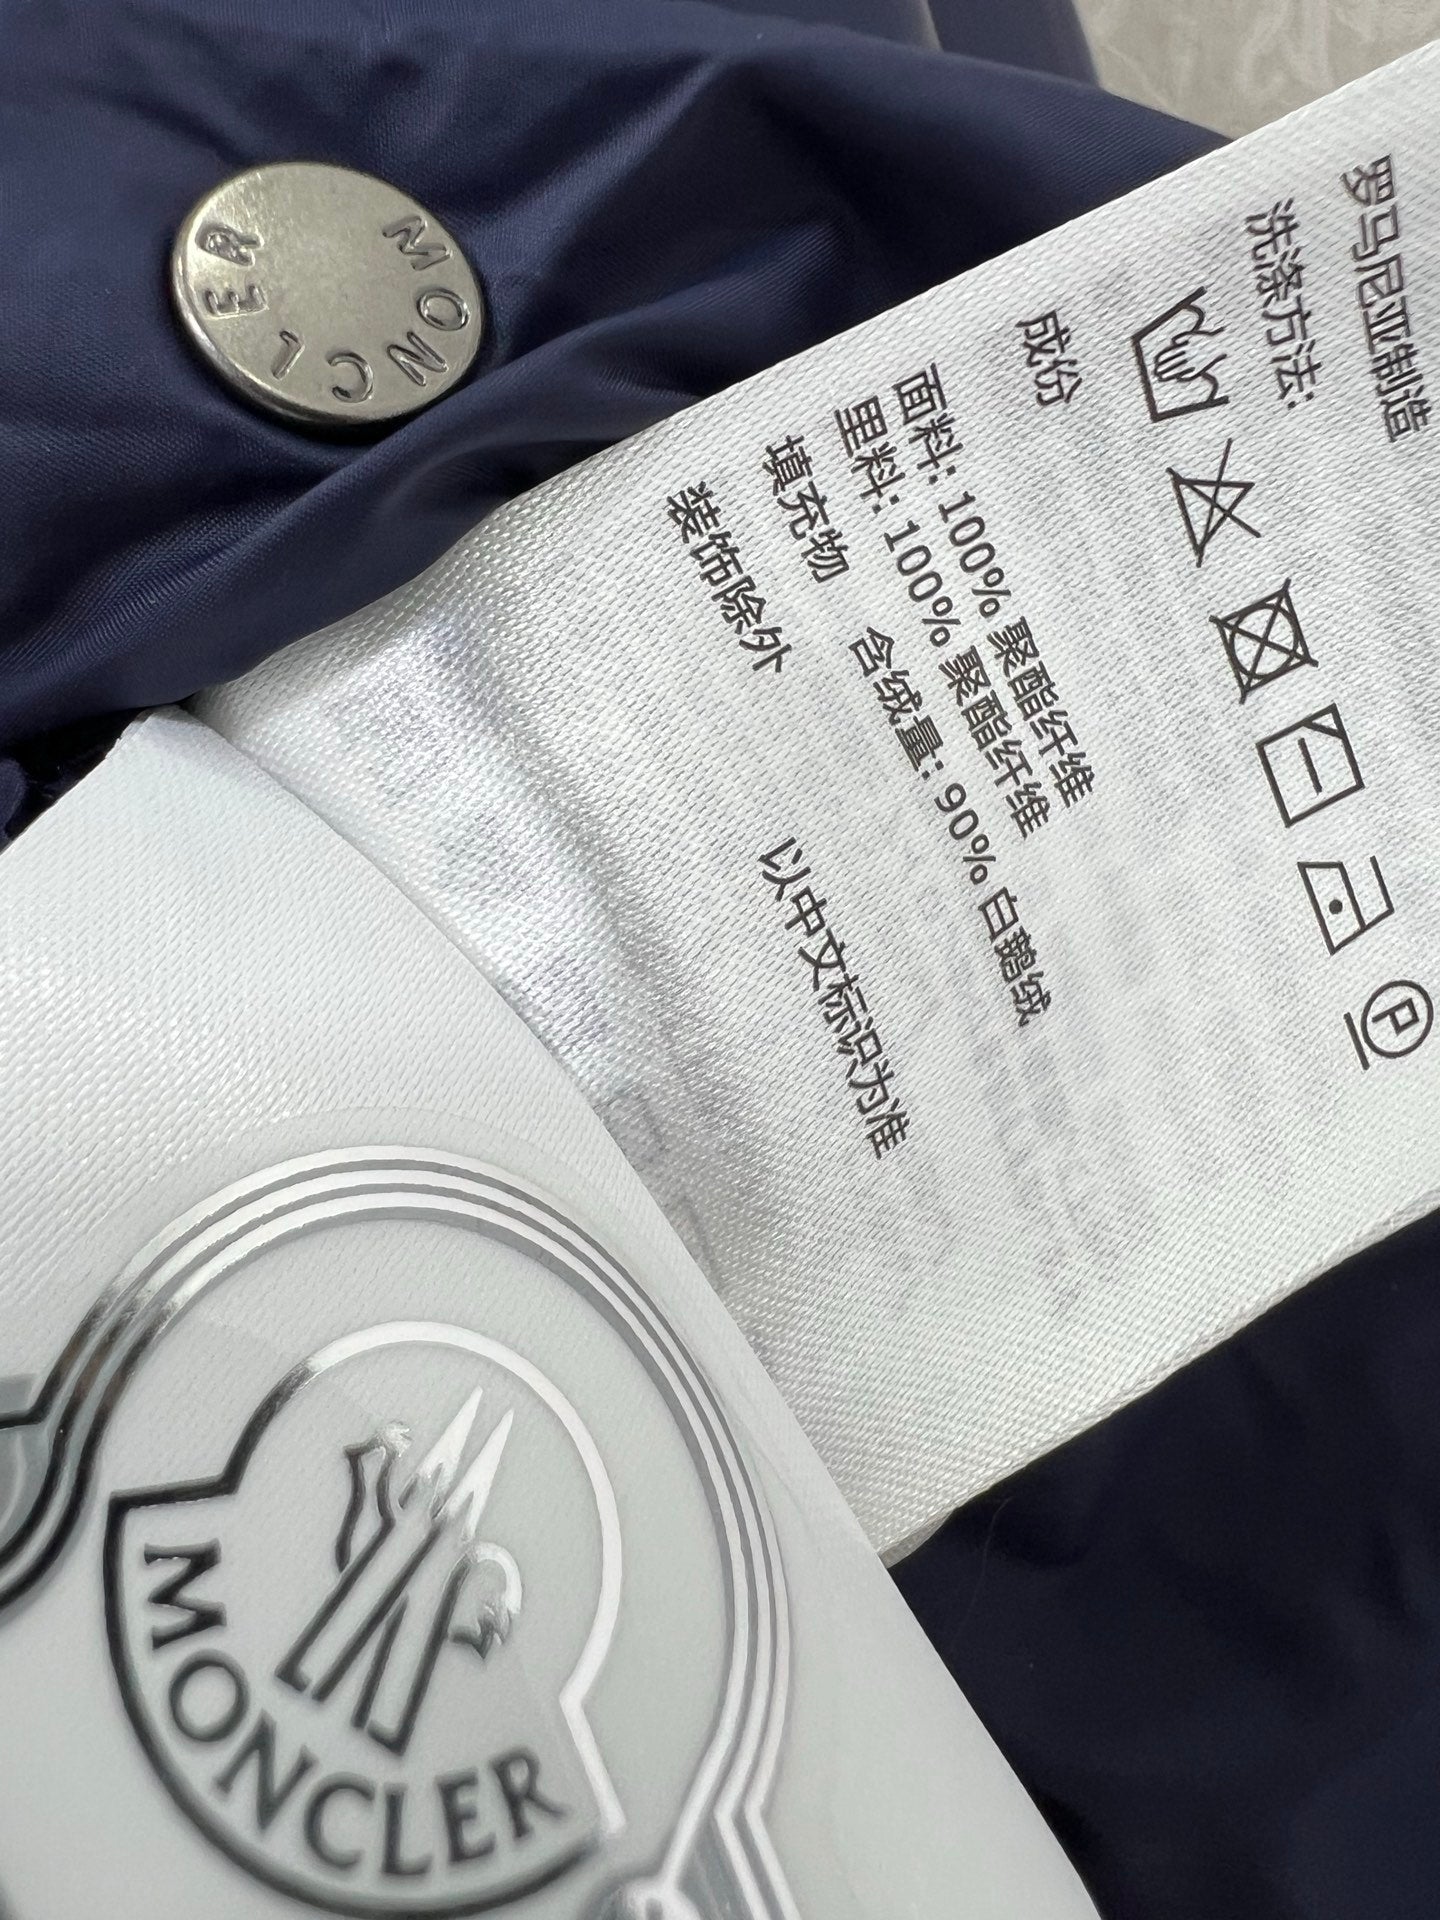 MONCLER
罗马尼亚制造
洗涤方法:
P
成份
面料: 100% 聚酯纤维
里料: 100% 聚酯纤维
填充物 含绒量: 90% 白鹅绒
装饰除外
以中文标识为准
MONCLER